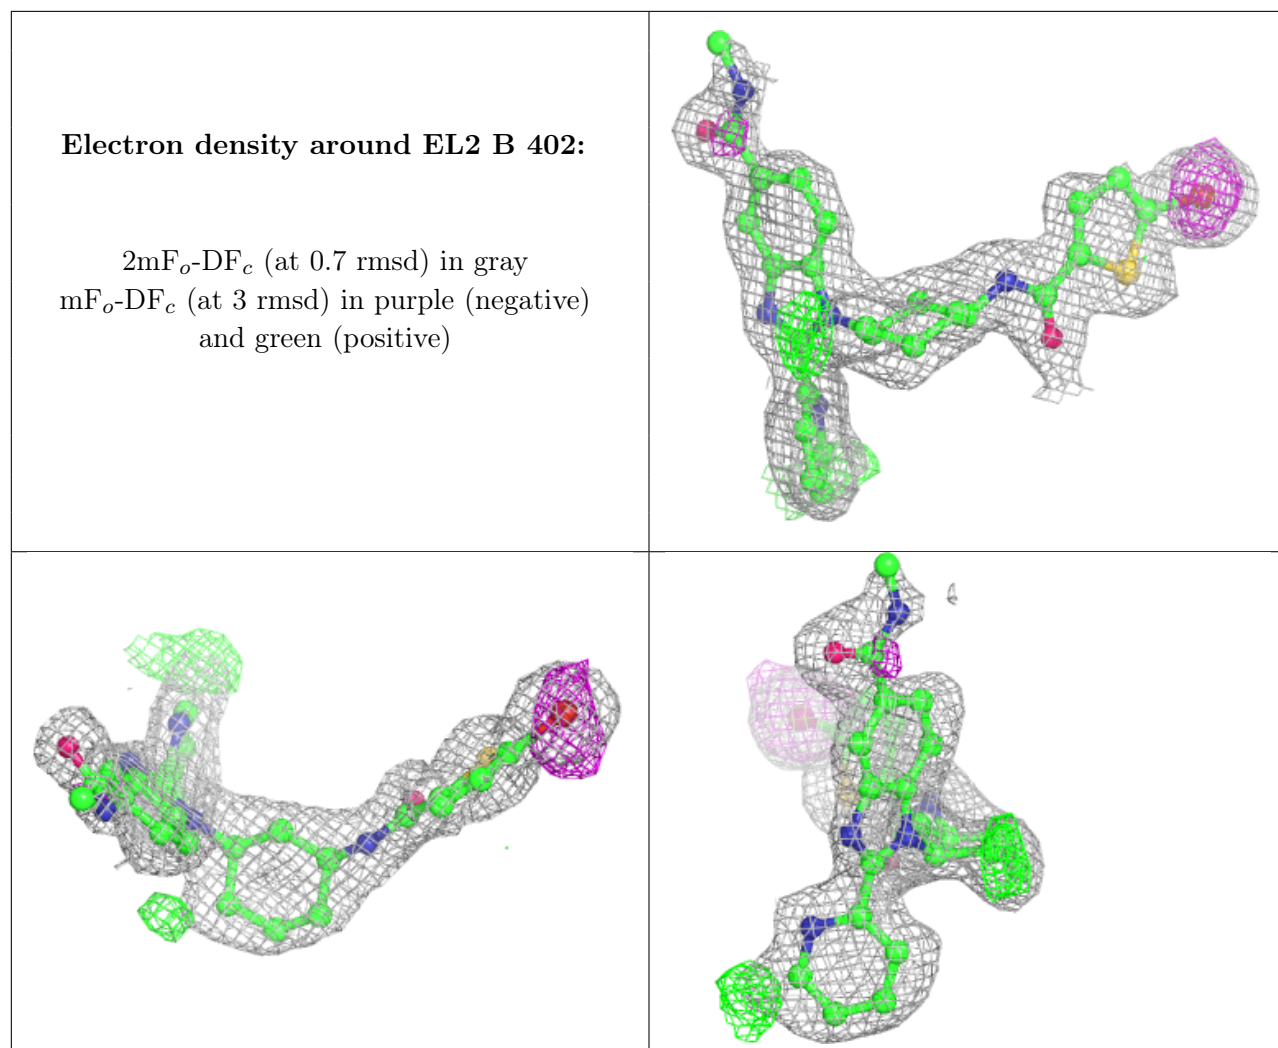 Electron density around EL2 B 402:
2mFo-DFc (at 0.7 rmsd) in gray
mFo-DFc (at 3 rmsd) in purple (negative)
and green (positive)